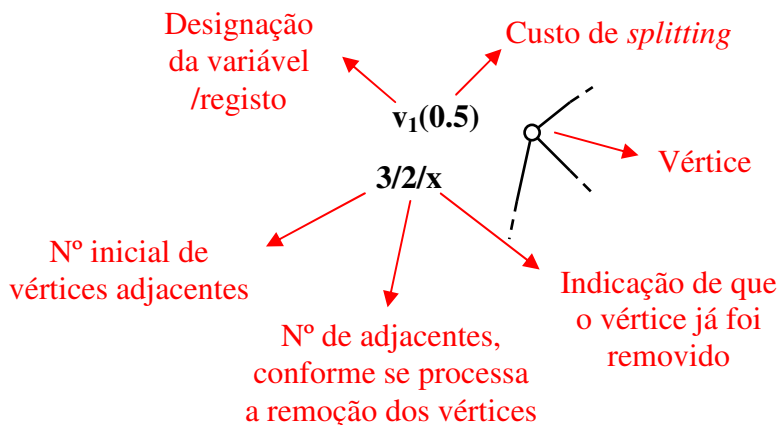 Designação
da variável
/registo
Custo de splitting
v₁(0.5)
3/2/x
Vértice
Nº inicial de
vértices adjacentes
Nº de adjacentes,
conforme se processa
a remoção dos vértices
Indicação de que
o vértice já foi
removido